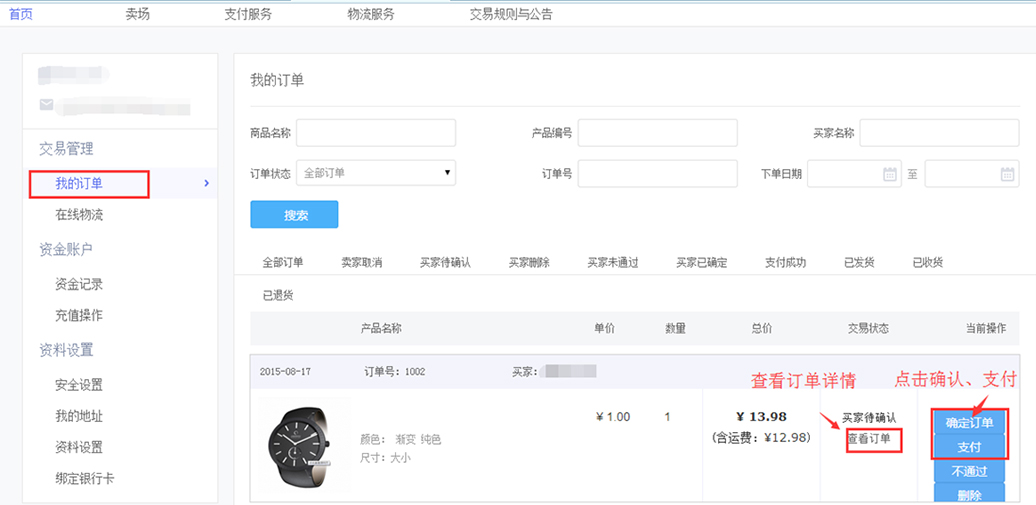 首页 卖场 支付服务 物流服务 交易规则与公告
交易管理
我的订单
在线物流
资金账户
资金记录
充值操作
资料设置
安全设置
我的地址
资料设置
绑定银行卡
我的订单
商品名称 产品编号 买家名称
订单状态 全部订单 订单号 下单日期 至
搜索
全部订单 卖家取消 买家待确认 买家删除 买家未通过 买家已确定 支付成功 已发货 已收货
已退货
产品名称 单价 数量 总价 交易状态 当前操作
2015-08-17 订单号：1002 买家：
查看订单详情 点击确认、支付
¥ 1.00 1 ¥ 13.98 买家待确认 确定订单
颜色： 渐变 纯色 (含运费：¥12.98) 查看订单 支付
尺寸：大小
不通过
删除